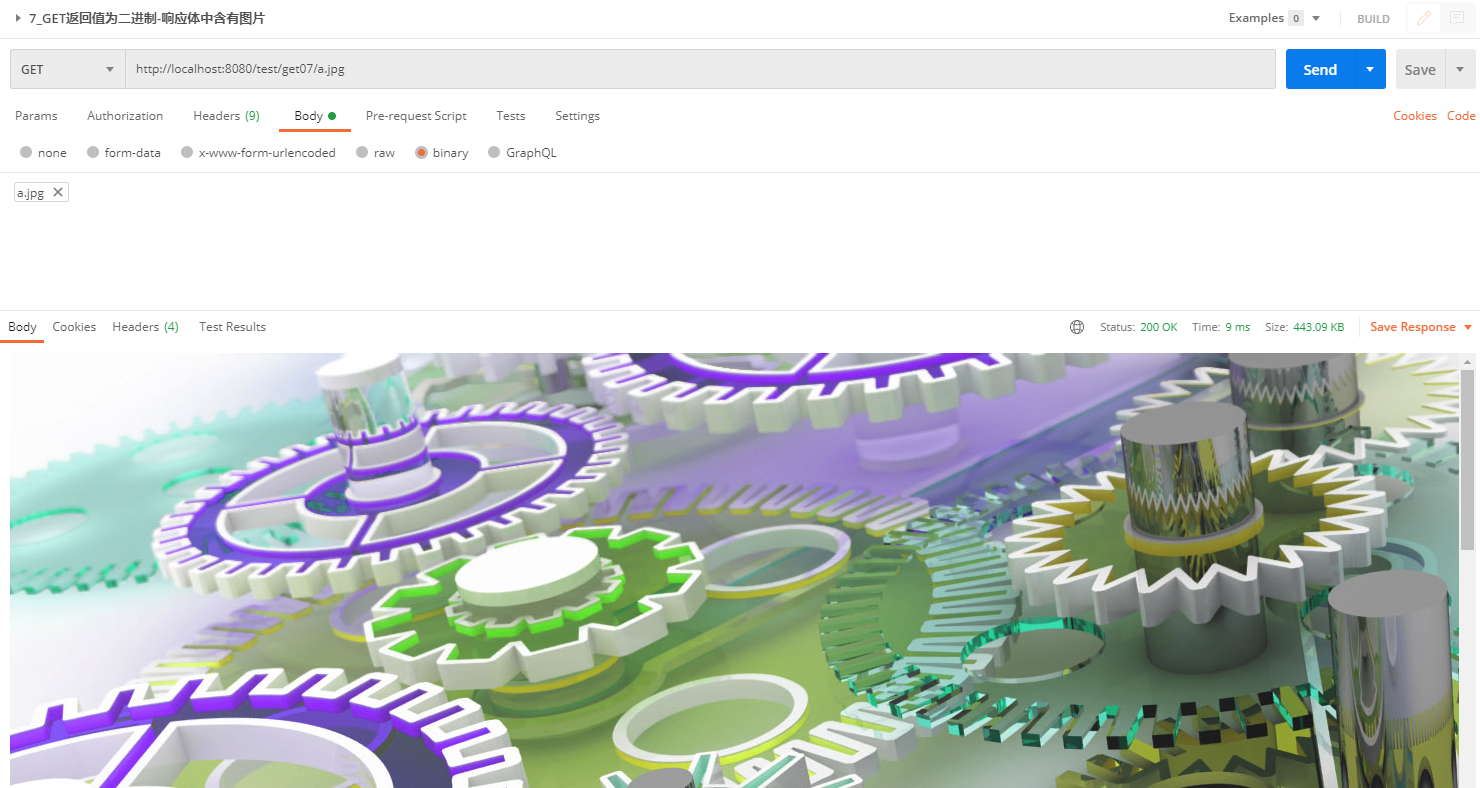 7_GET返回值为二进制-响应体中含有图片 Examples 0 BUILD
GET http://localhost:8080/test/get07/a.jpg Send Save
Params Authorization Headers (9) Body Pre-request Script Tests Settings Cookies Code
none form-data x-www-form-urlencoded raw binary GraphQL
a.jpg
Body Cookies Headers (4) Test Results Status: 200 OK Time: 9 ms Size: 443.09 KB Save Response